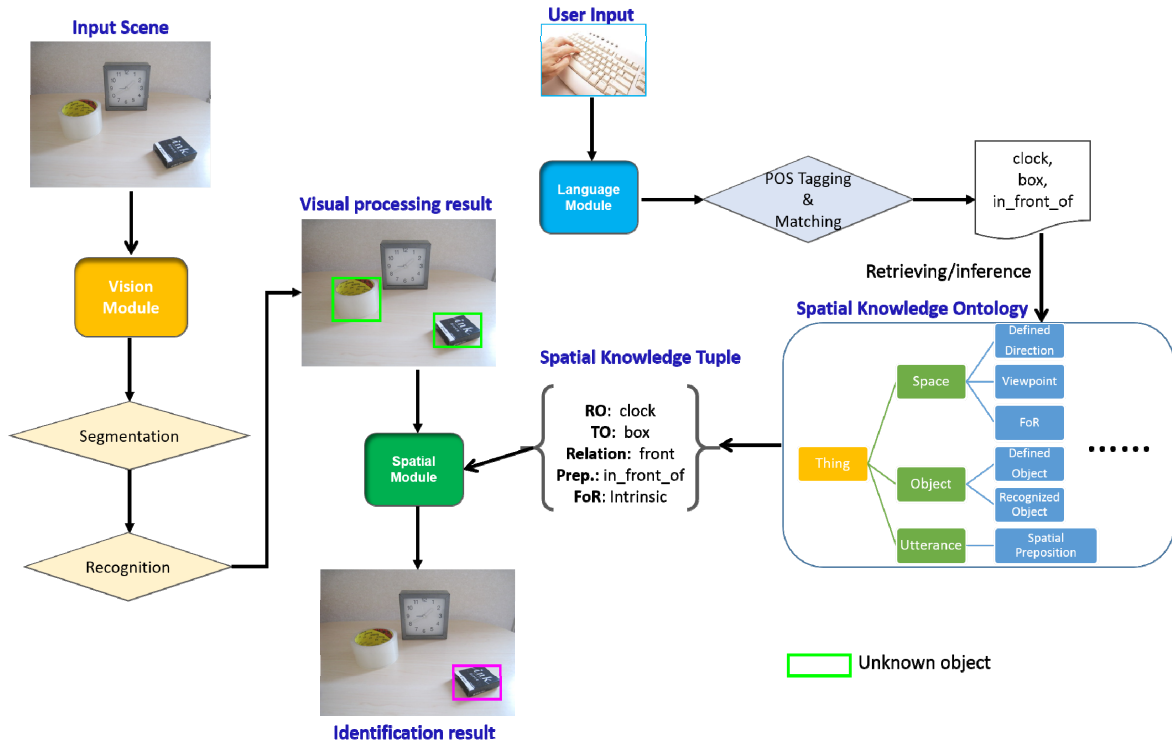 Input Scene
ink
Vision
Module
Segmentation
Recognition
Visual processing result
ink
Spatial
Module
ink
Identification result
User Input
Language
Module
POS Tagging
&
Matching
clock,
box,
in_front_of
Retrieving/inference
Spatial Knowledge Ontology
Thing
Space
Object
Utterance
Defined
Direction
Viewpoint
FoR
Defined
Object
Recognized
Object
Spatial
Preposition
......
Spatial Knowledge Tuple
RO: clock
TO: box
Relation: front
Prep.: in_front_of
FoR: Intrinsic
Unknown object